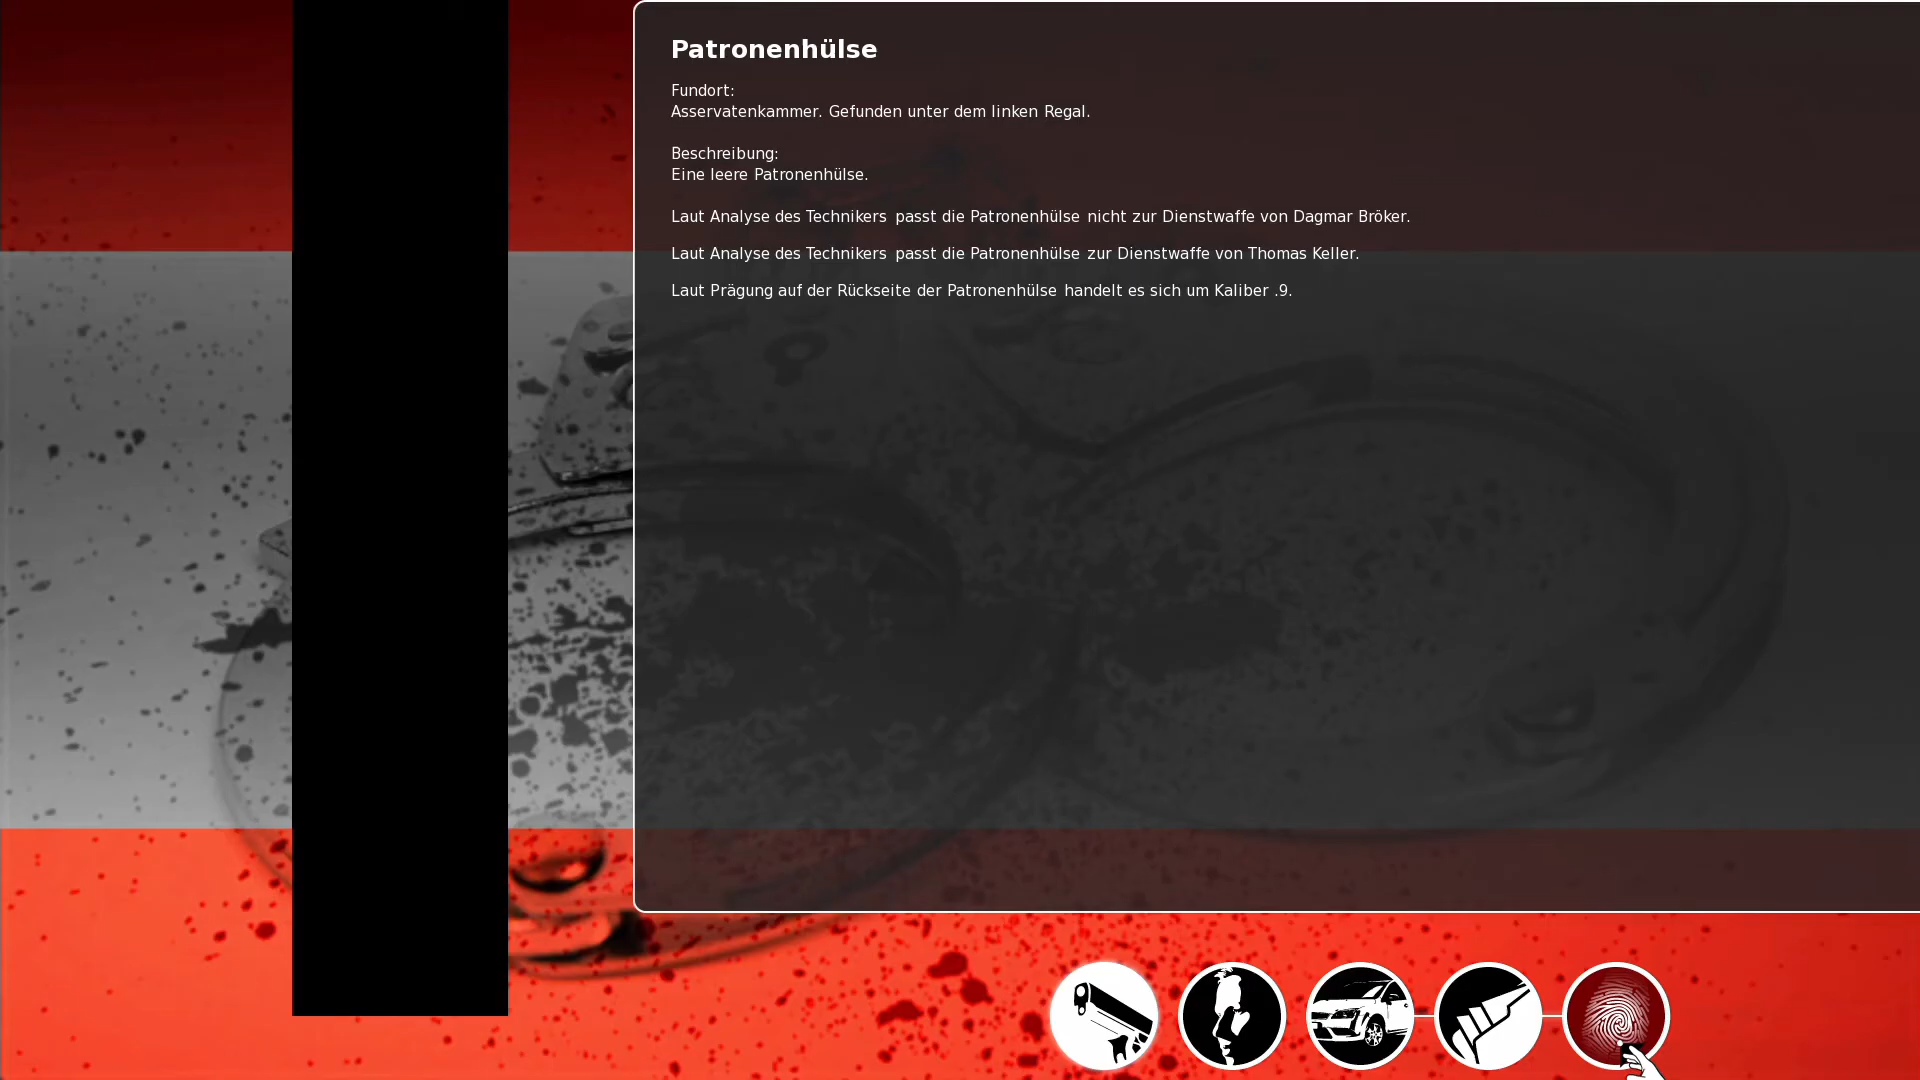 Patronenhülse
Fundort:
Asservatenkammer. Gefunden unter dem linken Regal.
Beschreibung:
Eine leere Patronenhülse.
Laut Analyse des Technikers passt die Patronenhülse nicht zur Dienstwaffe von Dagmar Bröker.
Laut Analyse des Technikers passt die Patronenhülse zur Dienstwaffe von Thomas Keller.
Laut Prägung auf der Rückseite der Patronenhülse handelt es sich um Kaliber .9.